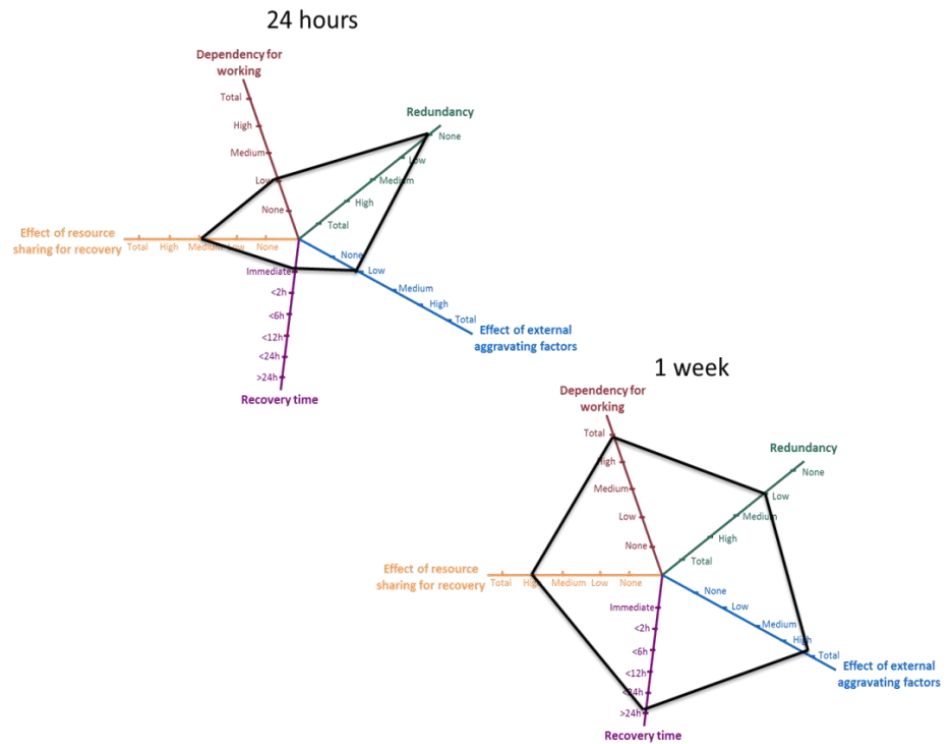 24 hours
Dependency for
working
Total
High
Medium
Low
None
Redundancy
None
Low
Medium
High
Total
Effect of resource
sharing for recovery
Total High Medium Low None
None
Low
Medium
High
Total
Effect of external
aggravating factors
Immediate
<2h
<6h
<12h
<24h
>24h
Recovery time
1 week
Dependency for
working
Total
High
Medium
Low
None
Redundancy
None
Low
Medium
High
Total
Effect of resource
sharing for recovery
Total High Medium Low None
None
Low
Medium
High
Total
Effect of external
aggravating factors
Immediate
<2h
<6h
<12h
<24h
>24h
Recovery time